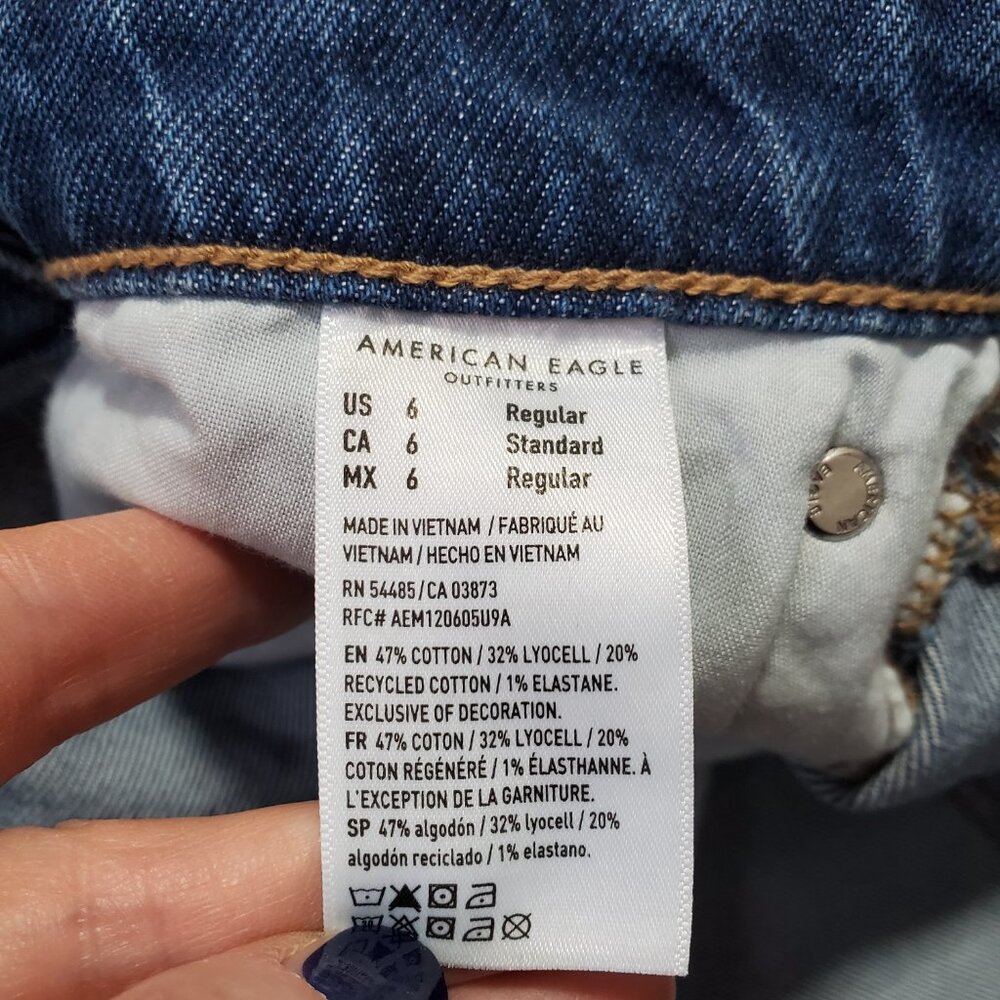 AMERICAN EAGLE
OUTFITTERS
US 6 Regular
CA 6 Standard
MX 6 Regular
MADE IN VIETNAM / FABRIQUÉ AU
VIETNAM / HECHO EN VIETNAM
RN 54485/CA 03873
RFC# AEM120605U9A
EN 47% COTTON / 32% LYOCELL / 20%
RECYCLED COTTON / 1% ELASTANE.
EXCLUSIVE OF DECORATION.
FR 47% COTON / 32% LYOCELL / 20%
COTON RÉGÉNÉRÉ / 1% ÉLASTHANNE. À
L'EXCEPTION DE LA GARNITURE.
SP 47% algodón / 32% lyocell / 20%
algodón reciclado / 1% elastano.
AMERICAN
EAGLE